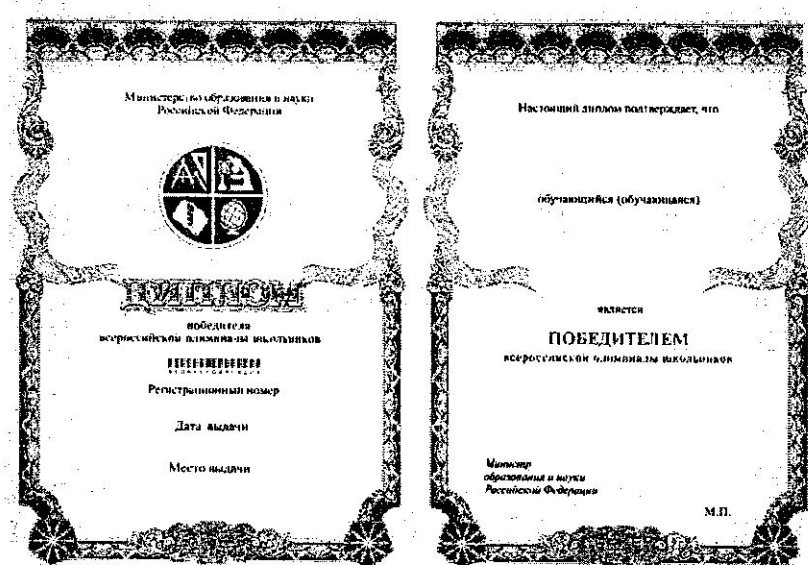 Министерство образования и науки
Российской Федерации
ДИПЛОМ
победителя
всероссийской олимпиады школьников
Регистрационный номер
Дата выдачи
Место выдачи
Настоящий диплом подтверждает, что
обучающийся (обучающаяся)
является
ПОБЕДИТЕЛЕМ
всероссийской олимпиады школьников
Министр
образования и науки
Российской Федерации
М.П.